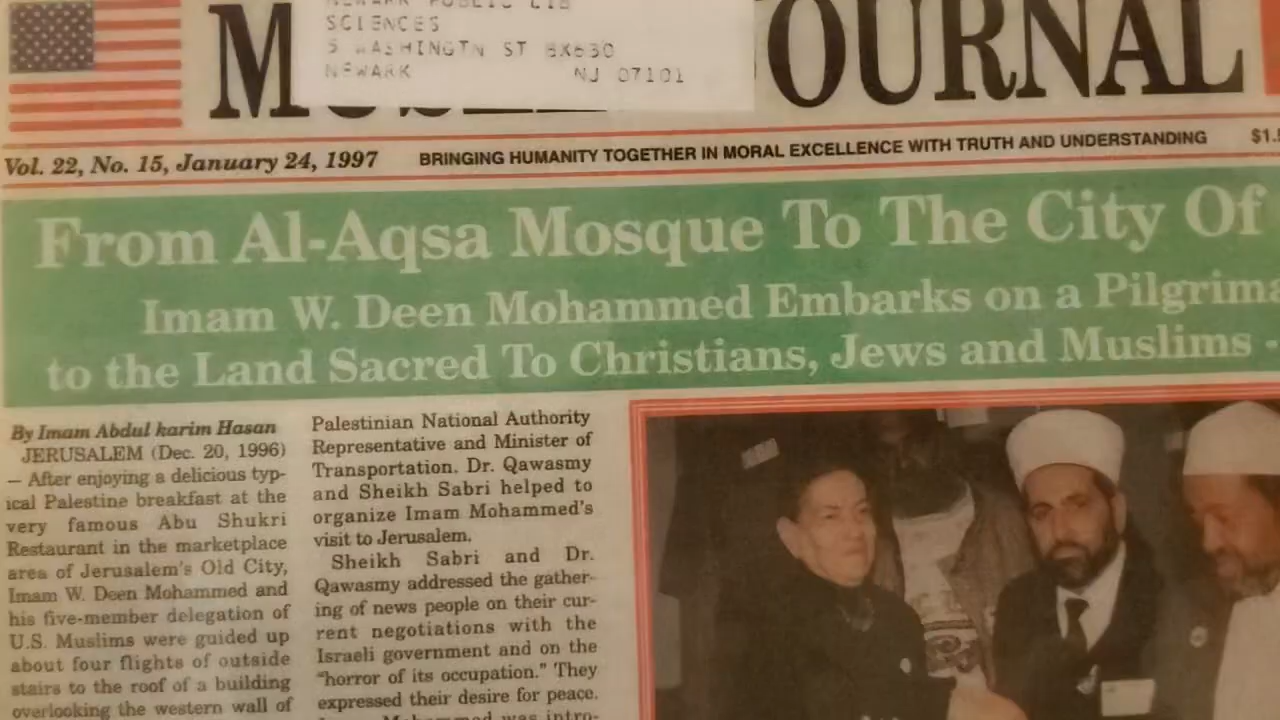 NEWARK PUBLIC LIB
SCIENCES
5 WASHINGTN ST BX630
NEWARK NJ 07101
M OURNAL
Vol. 22, No. 15, January 24, 1997 BRINGING HUMANITY TOGETHER IN MORAL EXCELLENCE WITH TRUTH AND UNDERSTANDING
From Al-Aqsa Mosque To The City Of
Imam W. Deen Mohammed Embarks on a Pilgrima
to the Land Sacred To Christians, Jews and Muslims -
By Imam Abdul karim Hasan
JERUSALEM (Dec. 20, 1996)
— After enjoying a delicious typ-
ical Palestine breakfast at the
very famous Abu Shukri
Restaurant in the marketplace
area of Jerusalem's Old City,
Imam W. Deen Mohammed and
his five-member delegation of
U.S. Muslims were guided up
about four flights of outside
stairs to the roof of a building
overlooking the western wall of
Palestinian National Authority
Representative and Minister of
Transportation. Dr. Qawasmy
and Sheikh Sabri helped to
organize Imam Mohammed's
visit to Jerusalem.
Sheikh Sabri and Dr.
Qawasmy addressed the gather-
ing of news people on their cur-
rent negotiations with the
Israeli government and on the
"horror of its occupation." They
expressed their desire for peace.
Mohammed was intro-